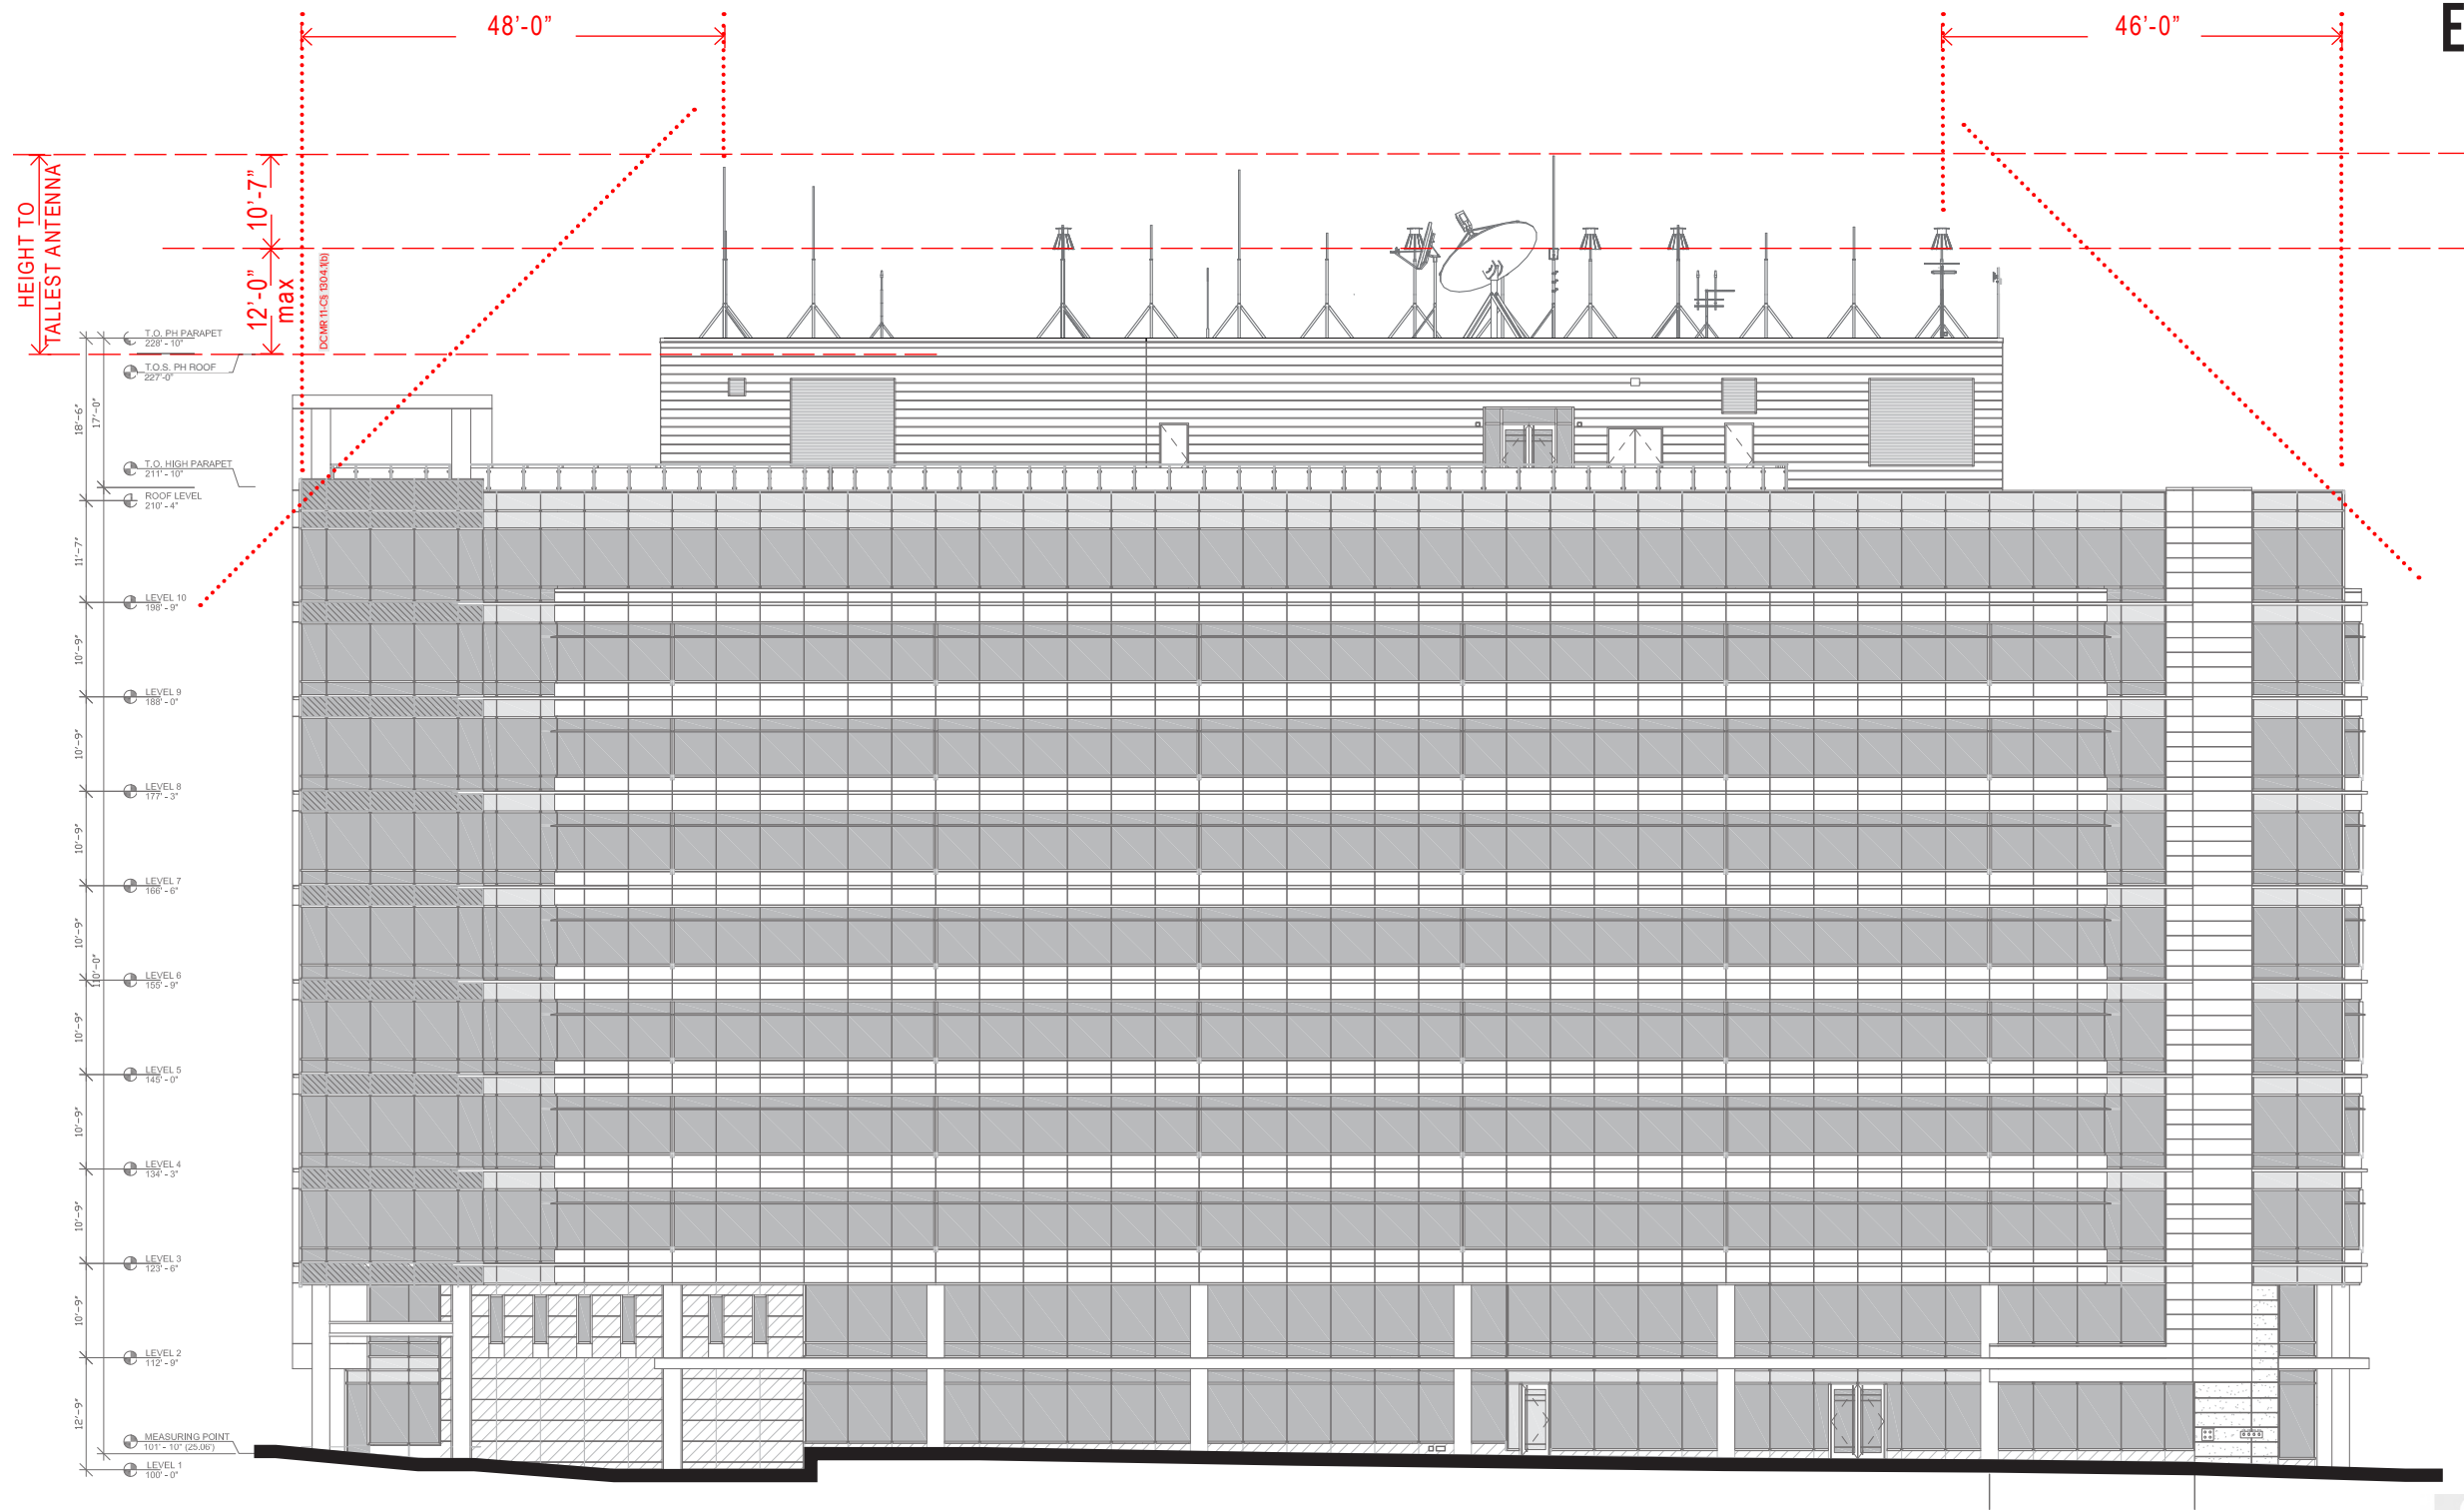 48'-0"
46'-0"
E
HEIGHT TO
TALLEST ANTENNA
10'-7"
12'-0"
max
DCMR 11-C§ 1304.1(b)
T.O. PH PARAPET
228' - 10"
T.O.S. PH ROOF
227'-0"
18'-6"
17'-0"
T.O. HIGH PARAPET
211' - 10"
ROOF LEVEL
210' - 4"
11'-7"
LEVEL 10
198' - 9"
10'-9"
LEVEL 9
188' - 0"
10'-9"
LEVEL 8
177' - 3"
10'-9"
LEVEL 7
166' - 6"
10'-9"
110'-0"
LEVEL 6
155' - 9"
10'-9"
LEVEL 5
145' - 0"
10'-9"
LEVEL 4
134' - 3"
10'-9"
LEVEL 3
123' - 6"
10'-9"
LEVEL 2
112' - 9"
12'-9"
MEASURING POINT
101' - 10" (25.06')
LEVEL 1
100' - 0"